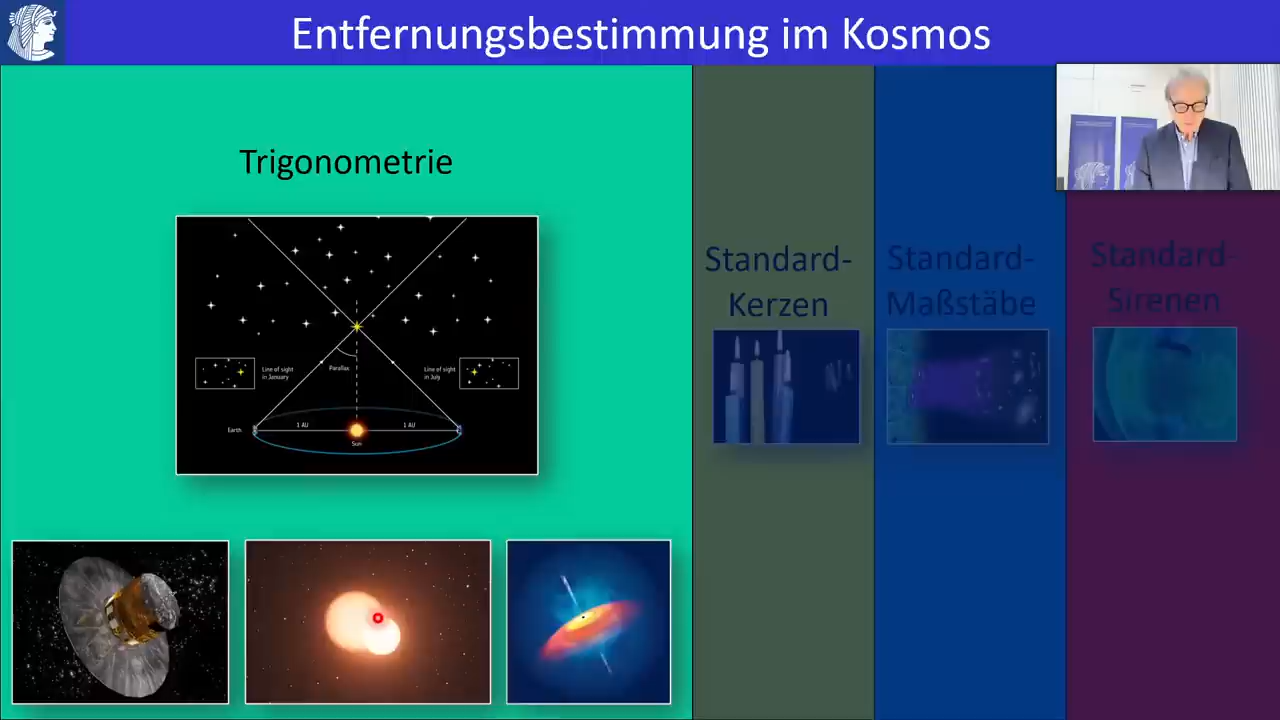 Entfernungsbestimmung im Kosmos
Trigonometrie
Line of sight
in January
Parallax
Line of sight
in July
Earth
1 AU
1 AU
Sun
Standard-
Kerzen
Standard-
Maßstäbe
Standard-
Sirenen